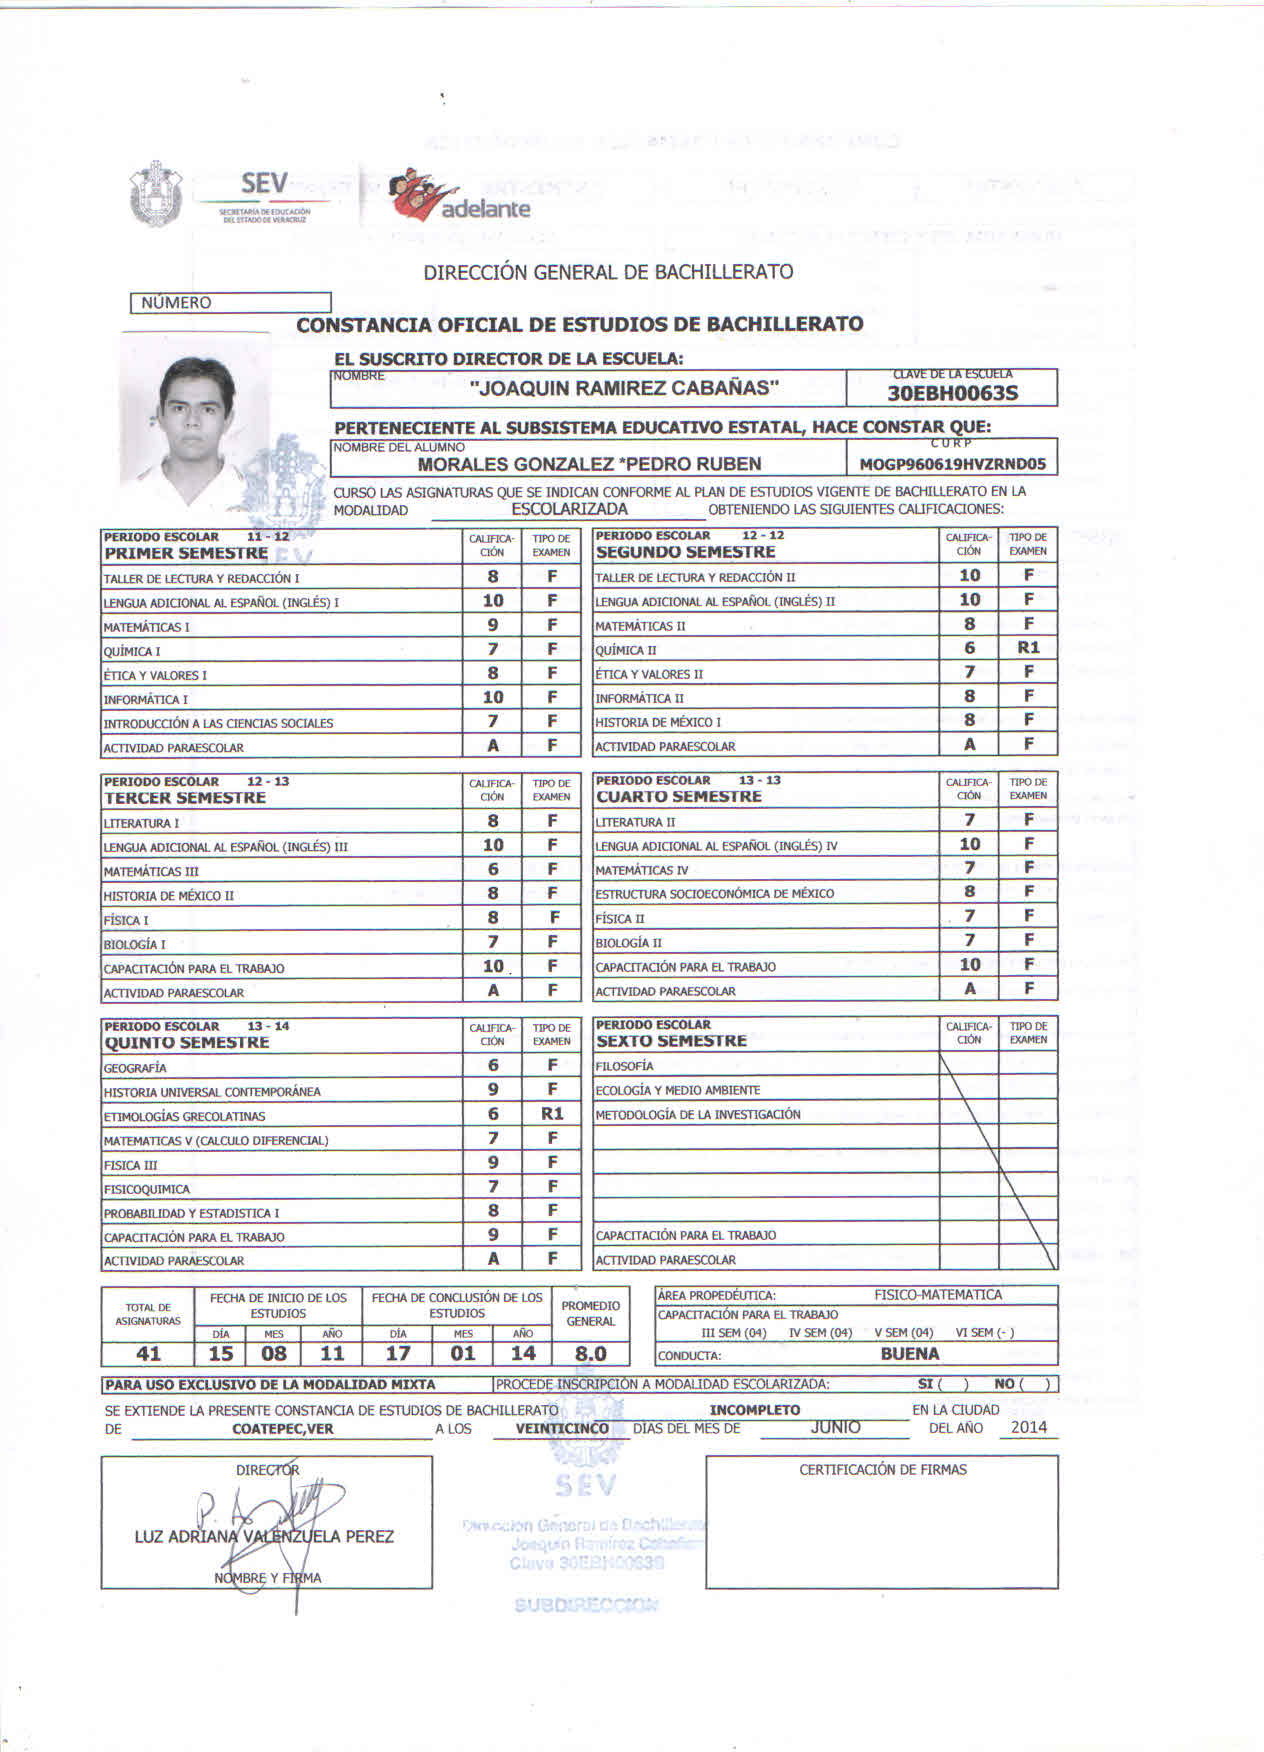 SEV
SECRETARÍA DE EDUCACIÓN
DEL ESTADO DE VERACRUZ
adelante
DIRECCIÓN GENERAL DE BACHILLERATO
NÚMERO
CONSTANCIA OFICIAL DE ESTUDIOS DE BACHILLERATO
EL SUSCRITO DIRECTOR DE LA ESCUELA:
NOMBRE CLAVE DE LA ESCUELA
"JOAQUIN RAMIREZ CABAÑAS" 30EBH0063S
PERTENECIENTE AL SUBSISTEMA EDUCATIVO ESTATAL, HACE CONSTAR QUE:
NOMBRE DEL ALUMNO C U R P
MORALES GONZALEZ *PEDRO RUBEN MOGP960619HVZRND05
CURSO LAS ASIGNATURAS QUE SE INDICAN CONFORME AL PLAN DE ESTUDIOS VIGENTE DE BACHILLERATO EN LA
MODALIDAD ESCOLARIZADA OBTENIENDO LAS SIGUIENTES CALIFICACIONES:
SEV
PERIODO ESCOLAR 11 - 12 CALIFICA- TIPO DE
PRIMER SEMESTRE CIÓN EXAMEN
TALLER DE LECTURA Y REDACCIÓN I 8 F
LENGUA ADICIONAL AL ESPAÑOL (INGLÉS) I 10 F
MATEMÁTICAS I 9 F
QUÍMICA I 7 F
ÉTICA Y VALORES I 8 F
INFORMÁTICA I 10 F
INTRODUCCIÓN A LAS CIENCIAS SOCIALES 7 F
ACTIVIDAD PARAESCOLAR A F
PERIODO ESCOLAR 12 - 12 CALIFICA- TIPO DE
SEGUNDO SEMESTRE CIÓN EXAMEN
TALLER DE LECTURA Y REDACCIÓN II 10 F
LENGUA ADICIONAL AL ESPAÑOL (INGLÉS) II 10 F
MATEMÁTICAS II 8 F
QUÍMICA II 6 R1
ÉTICA Y VALORES II 7 F
INFORMÁTICA II 8 F
HISTORIA DE MÉXICO I 8 F
ACTIVIDAD PARAESCOLAR A F
PERIODO ESCOLAR 12 - 13 CALIFICA- TIPO DE
TERCER SEMESTRE CIÓN EXAMEN
LITERATURA I 8 F
LENGUA ADICIONAL AL ESPAÑOL (INGLÉS) III 10 F
MATEMÁTICAS III 6 F
HISTORIA DE MÉXICO II 8 F
FÍSICA I 8 F
BIOLOGÍA I 7 F
CAPACITACIÓN PARA EL TRABAJO 10 F
ACTIVIDAD PARAESCOLAR A F
PERIODO ESCOLAR 13 - 13 CALIFICA- TIPO DE
CUARTO SEMESTRE CIÓN EXAMEN
LITERATURA II 7 F
LENGUA ADICIONAL AL ESPAÑOL (INGLÉS) IV 10 F
MATEMÁTICAS IV 7 F
ESTRUCTURA SOCIOECONÓMICA DE MÉXICO 8 F
FÍSICA II 7 F
BIOLOGÍA II 7 F
CAPACITACIÓN PARA EL TRABAJO 10 F
ACTIVIDAD PARAESCOLAR A F
PERIODO ESCOLAR 13 - 14 CALIFICA- TIPO DE
QUINTO SEMESTRE CIÓN EXAMEN
GEOGRAFÍA 6 F
HISTORIA UNIVERSAL CONTEMPORÁNEA 9 F
ETIMOLOGÍAS GRECOLATINAS 6 R1
MATEMATICAS V (CALCULO DIFERENCIAL) 7 F
FISICA III 9 F
FISICOQUIMICA 7 F
PROBABILIDAD Y ESTADISTICA I 8 F
CAPACITACIÓN PARA EL TRABAJO 9 F
ACTIVIDAD PARAESCOLAR A F
PERIODO ESCOLAR CALIFICA- TIPO DE
SEXTO SEMESTRE CIÓN EXAMEN
FILOSOFÍA
ECOLOGÍA Y MEDIO AMBIENTE
METODOLOGÍA DE LA INVESTIGACIÓN
CAPACITACIÓN PARA EL TRABAJO
ACTIVIDAD PARAESCOLAR
TOTAL DE ASIGNATURAS FECHA DE INICIO DE LOS ESTUDIOS FECHA DE CONCLUSIÓN DE LOS ESTUDIOS PROMEDIO GENERAL
DÍA MES AÑO DÍA MES AÑO
41 15 08 11 17 01 14 8.0
ÁREA PROPEDÉUTICA: FISICO-MATEMATICA
CAPACITACIÓN PARA EL TRABAJO
III SEM (04) IV SEM (04) V SEM (04) VI SEM (- )
CONDUCTA: BUENA
PARA USO EXCLUSIVO DE LA MODALIDAD MIXTA PROCEDE INSCRIPCIÓN A MODALIDAD ESCOLARIZADA: SI ( ) NO ( )
SE EXTIENDE LA PRESENTE CONSTANCIA DE ESTUDIOS DE BACHILLERATO INCOMPLETO EN LA CIUDAD
DE COATEPEC,VER A LOS VEINTICINCO DÍAS DEL MES DE JUNIO DEL AÑO 2014
DIRECTOR
P. A.
LUZ ADRIANA VALENZUELA PEREZ
NOMBRE Y FIRMA
SEV
Dirección General de Bachillerato
Joaquín Ramírez Cabañas
Clave 30EBH0063S
SUBDIRECCION
CERTIFICACIÓN DE FIRMAS